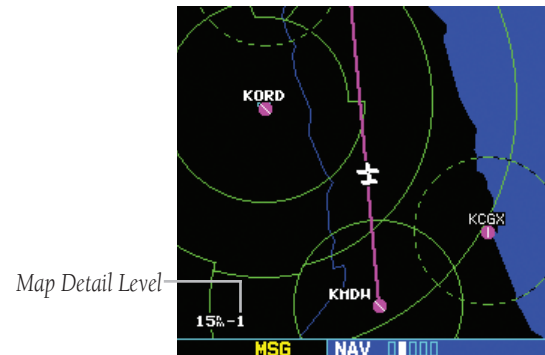 KORD
KCGX
Map Detail Level
KMDW
15nm-1
MSG NAV